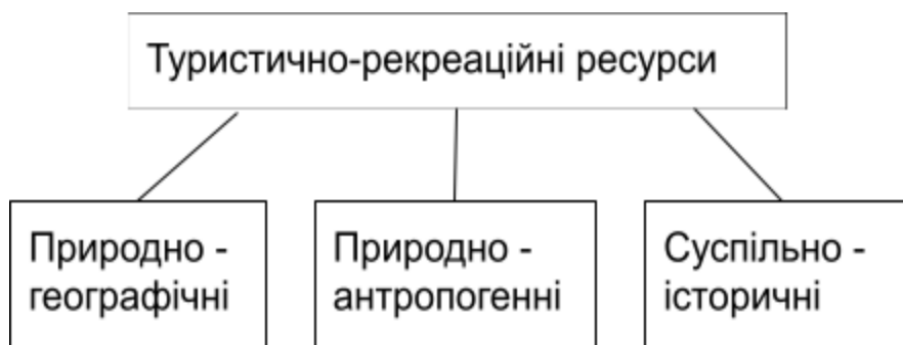 Туристично-рекреаційні ресурси
Природно -
географічні
Природно -
антропогенні
Суспільно -
історичні